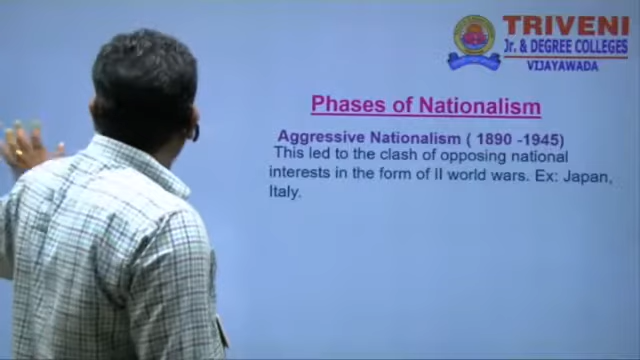 TRIVENI
Jr. & DEGREE COLLEGES
VIJAYAWADA
Phases of Nationalism
Aggressive Nationalism ( 1890 -1945)
This led to the clash of opposing national
interests in the form of II world wars. Ex: Japan,
Italy.